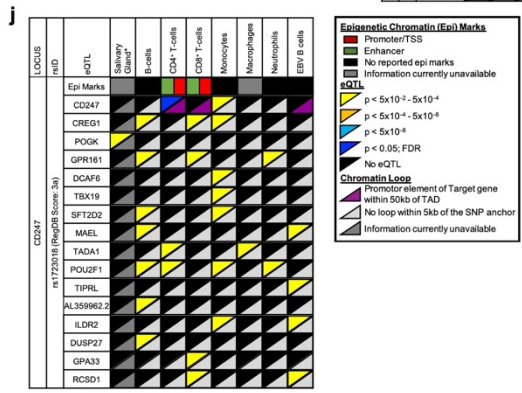 j
LOCUS
rsID
eQTL
Salivary Gland*
B-cells
CD4+ T-cells
CD8+ T-cells
Monocytes
Macrophages
Neutrophils
EBV B cells
CD247
rs1723018 (RegDB Score: 3a)
Epi Marks
CD247
CREG1
POGK
GPR161
DCAF6
TBX19
SFT2D2
MAEL
TADA1
POU2F1
TIPRL
AL359962.2
ILDR2
DUSP27
GPA33
RCSD1
Epigenetic Chromatin (Epi) Marks
Promoter/TSS
Enhancer
No reported epi marks
Information currently unavailable
eQTL
p < 5x10-2 - 5x10-4
p < 5x10-4 - 5x10-8
p < 5x10-8
p < 0.05; FDR
No eQTL
Chromatin Loop
Promotor element of Target gene
within 50kb of TAD
No loop within 5kb of the SNP anchor
Information currently unavailable